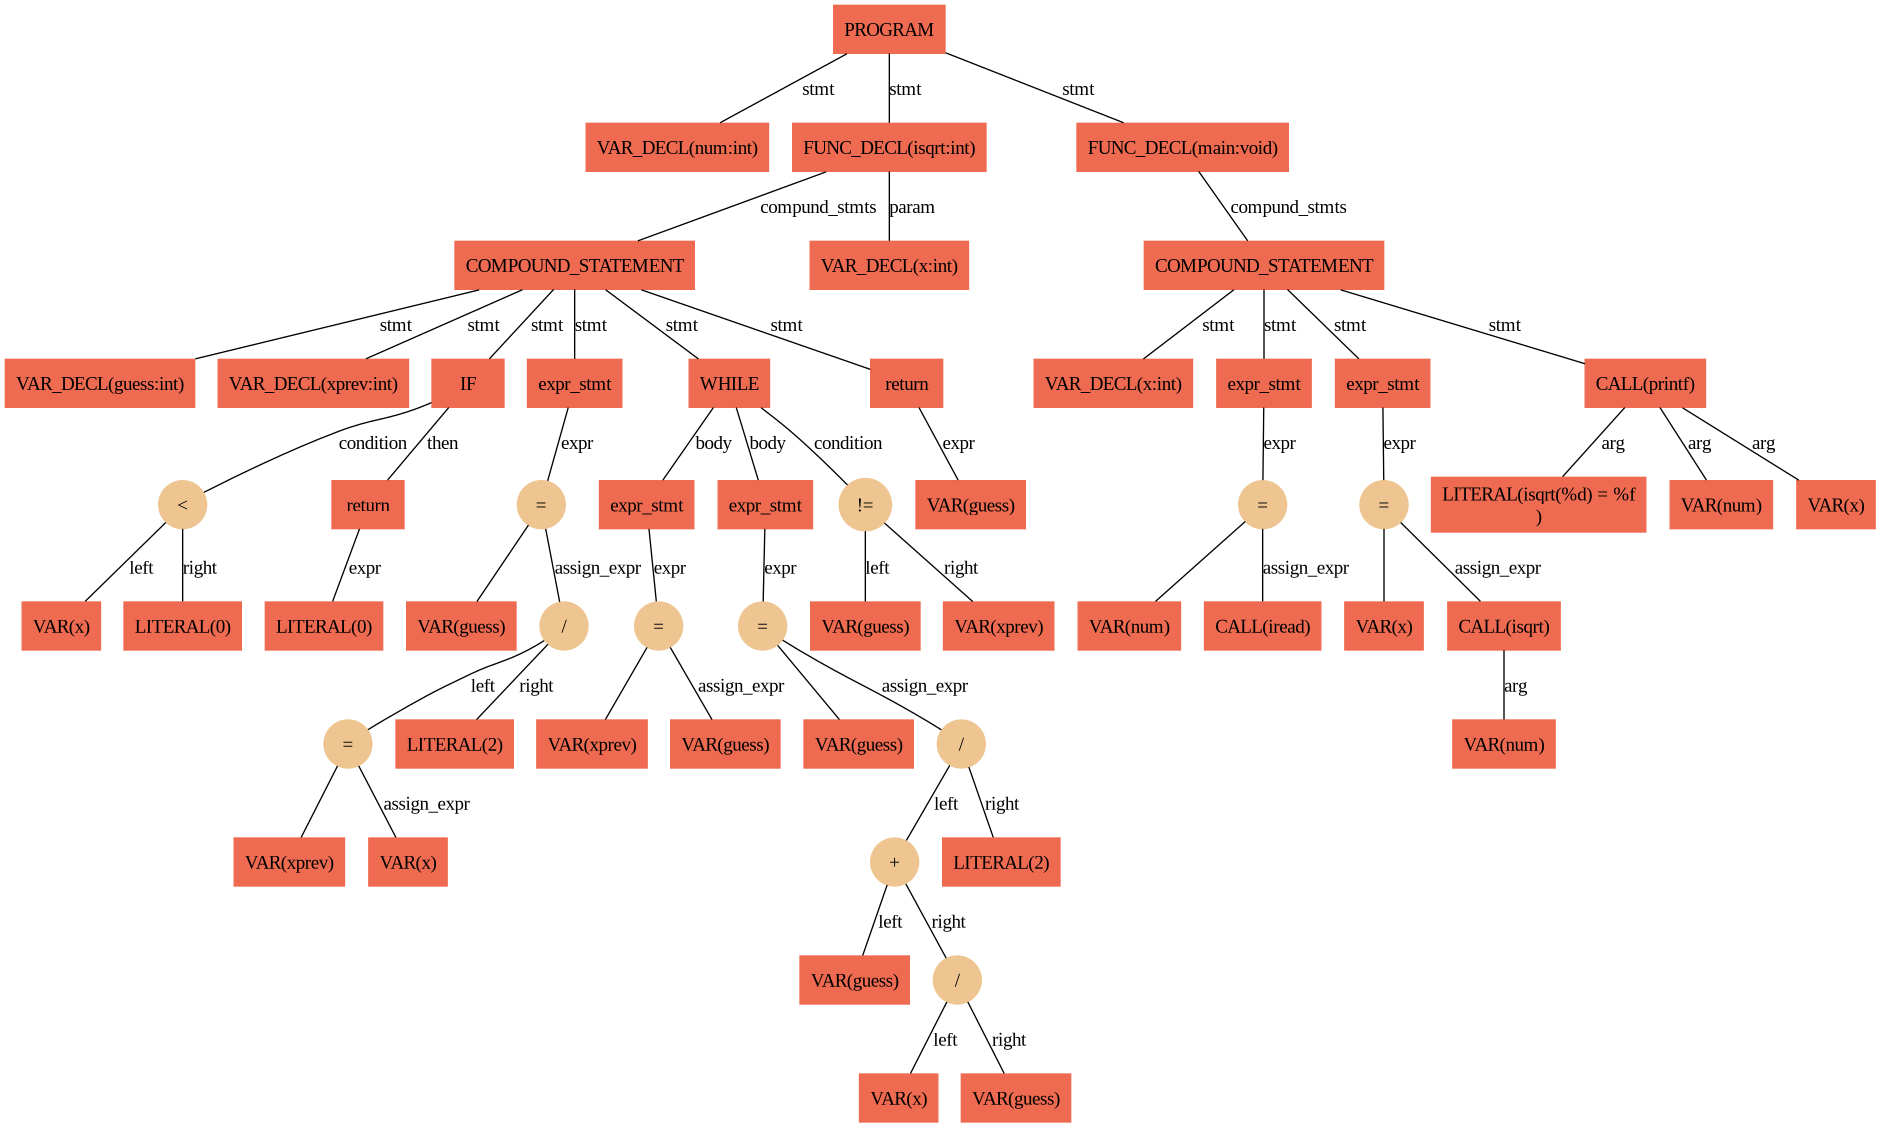 PROGRAM
stmt stmt stmt
VAR_DECL(num:int) FUNC_DECL(isqrt:int) FUNC_DECL(main:void)
compund_stmts param compund_stmts
COMPOUND_STATEMENT VAR_DECL(x:int) COMPOUND_STATEMENT
stmt stmt stmt stmt stmt stmt stmt stmt stmt stmt
VAR_DECL(guess:int) VAR_DECL(xprev:int) IF expr_stmt WHILE return VAR_DECL(x:int) expr_stmt expr_stmt CALL(printf)
condition then expr body body condition expr expr expr arg arg arg
< return = expr_stmt expr_stmt != VAR(guess) = = LITERAL(isqrt(%d) = %f
) VAR(num) VAR(x)
left right expr assign_expr expr expr left right assign_expr assign_expr
VAR(x) LITERAL(0) LITERAL(0) VAR(guess) / = = VAR(guess) VAR(xprev) VAR(num) CALL(iread) VAR(x) CALL(isqrt)
left right assign_expr assign_expr arg
= LITERAL(2) VAR(xprev) VAR(guess) VAR(guess) / VAR(num)
assign_expr left right
VAR(xprev) VAR(x) + LITERAL(2)
left right
VAR(guess) /
left right
VAR(x) VAR(guess)